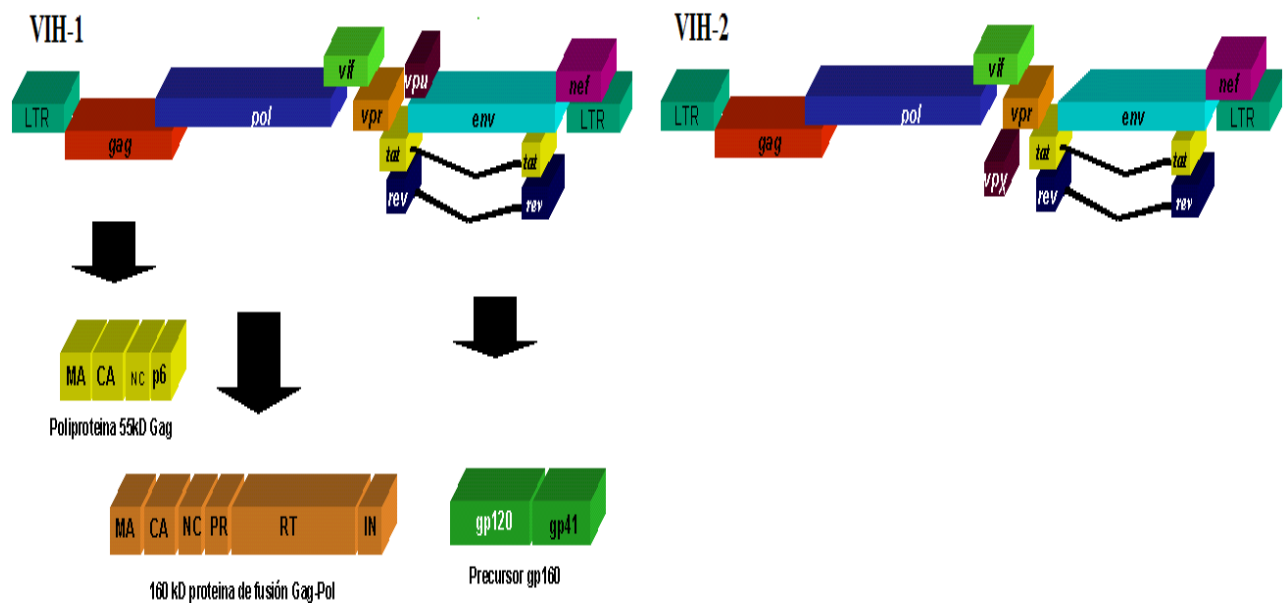 VIH-1
LTR
gag
pol
vif
vpr
vpu
env
nef
LTR
tat
tat
rev
rev
MA CA NC p6
Poliproteina 55kD Gag
MA CA NC PR RT IN
160 kD proteina de fusión Gag-Pol
gp120 gp41
Precursor gp160
VIH-2
LTR
gag
pol
vif
vpr
vpx
env
nef
LTR
tat
tat
rev
rev